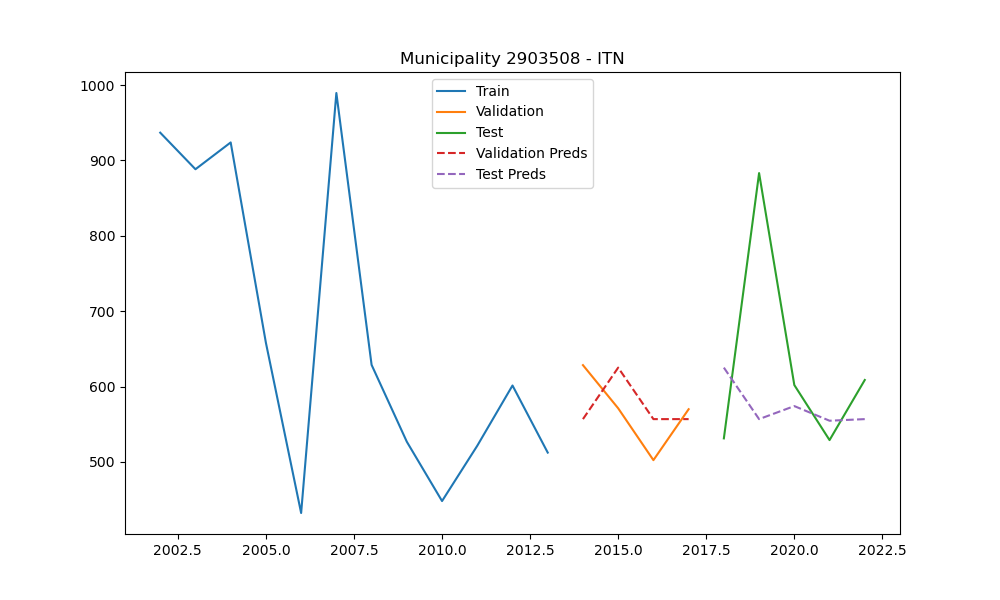 Municipality 2903508 - ITN
Train
Validation
Test
Validation Preds
Test Preds
1000
900
800
700
600
500
2002.5 2005.0 2007.5 2010.0 2012.5 2015.0 2017.5 2020.0 2022.5